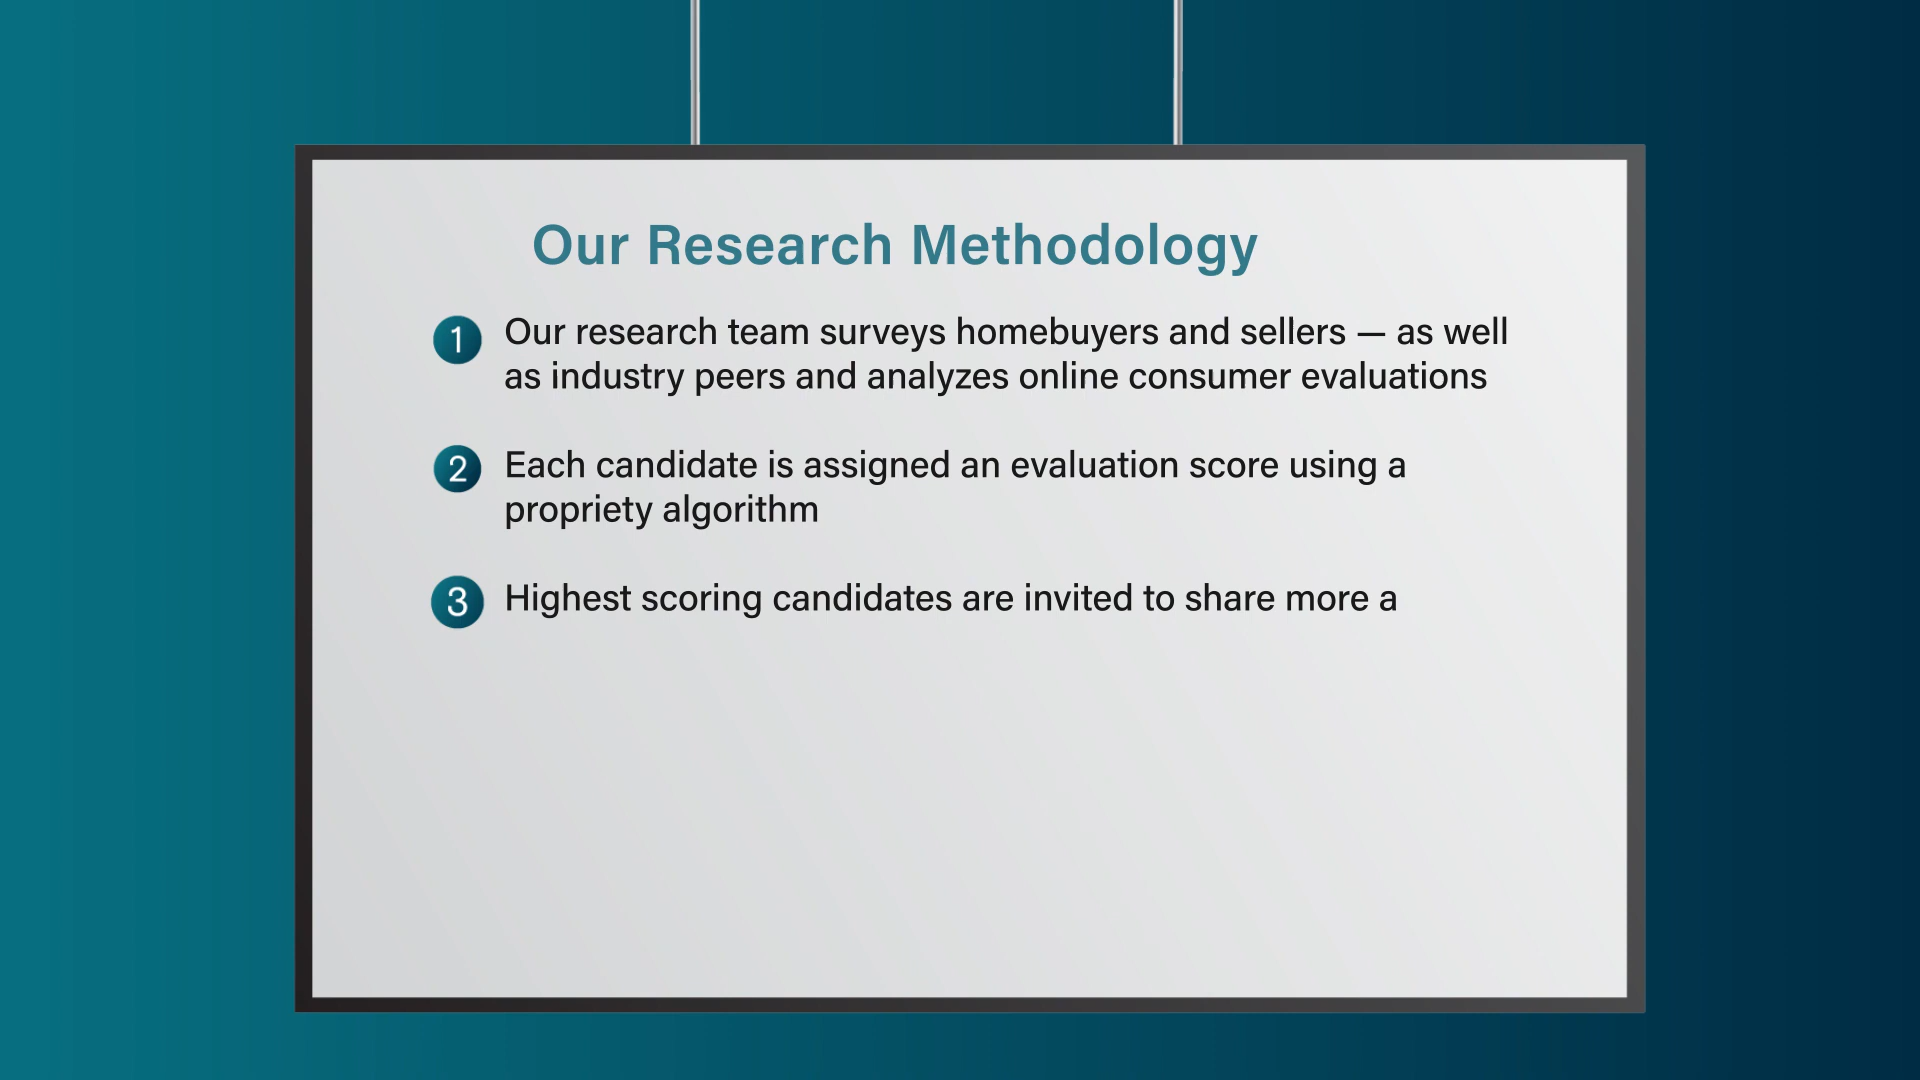 Our Research Methodology
1 Our research team surveys homebuyers and sellers — as well
as industry peers and analyzes online consumer evaluations
2 Each candidate is assigned an evaluation score using a
propriety algorithm
3 Highest scoring candidates are invited to share more a